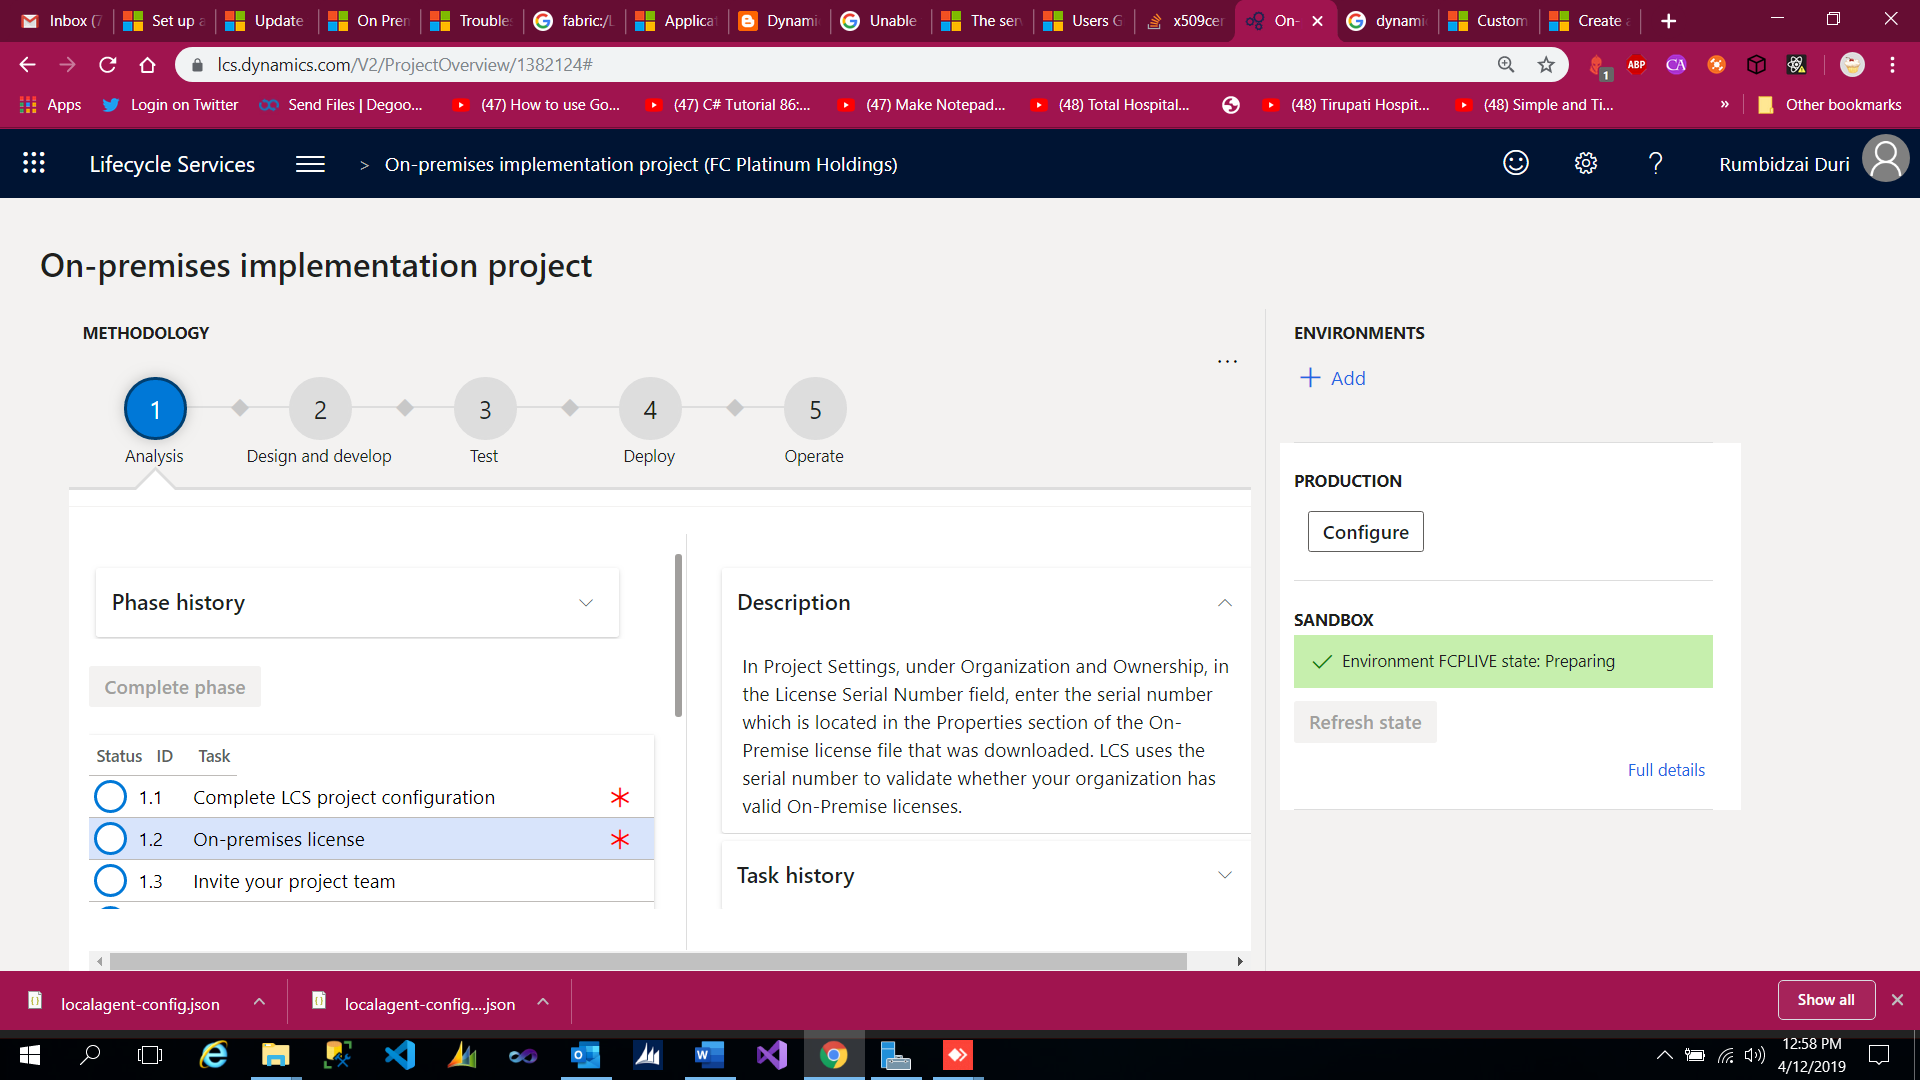 Inbox (7
Set up a
Update
On Prem
Troubles
fabric:/L
Applicat
Dynami
Unable
The serv
Users G
x509cer
On-
dynami
Custom
Create a
lcs.dynamics.com/V2/ProjectOverview/1382124#
1
ABP
CA
Apps
Login on Twitter
Send Files | Degoo...
(47) How to use Go...
(47) C# Tutorial 86:...
(47) Make Notepad...
(48) Total Hospital...
(48) Tirupati Hospit...
(48) Simple and Ti...
»
Other bookmarks
Lifecycle Services
> On-premises implementation project (FC Platinum Holdings)
?
Rumbidzai Duri
On-premises implementation project
METHODOLOGY
...
1
2
3
4
5
Analysis
Design and develop
Test
Deploy
Operate
Phase history
Complete phase
Status ID Task
1.1 Complete LCS project configuration *
1.2 On-premises license *
1.3 Invite your project team
Description
In Project Settings, under Organization and Ownership, in
the License Serial Number field, enter the serial number
which is located in the Properties section of the On-
Premise license file that was downloaded. LCS uses the
serial number to validate whether your organization has
valid On-Premise licenses.
Task history
ENVIRONMENTS
+ Add
PRODUCTION
Configure
SANDBOX
Environment FCPLIVE state: Preparing
Refresh state
Full details
localagent-config.json
localagent-config....json
Show all
12:58 PM
4/12/2019